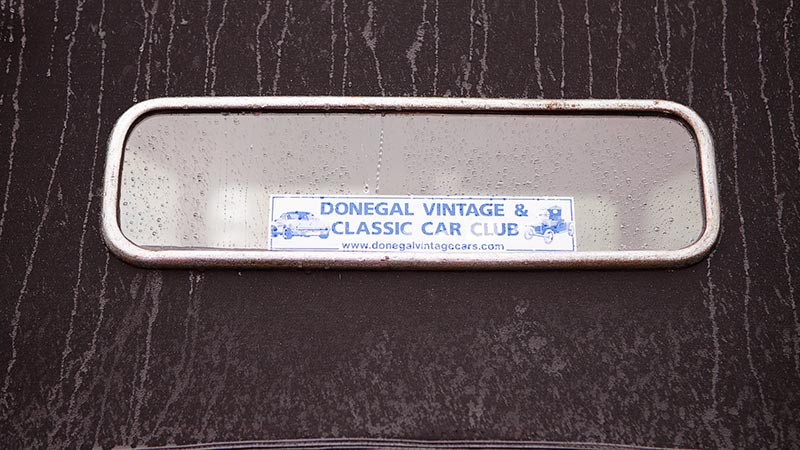 DONEGAL VINTAGE &
CLASSIC CAR CLUB
www.donegalvintagecars.com